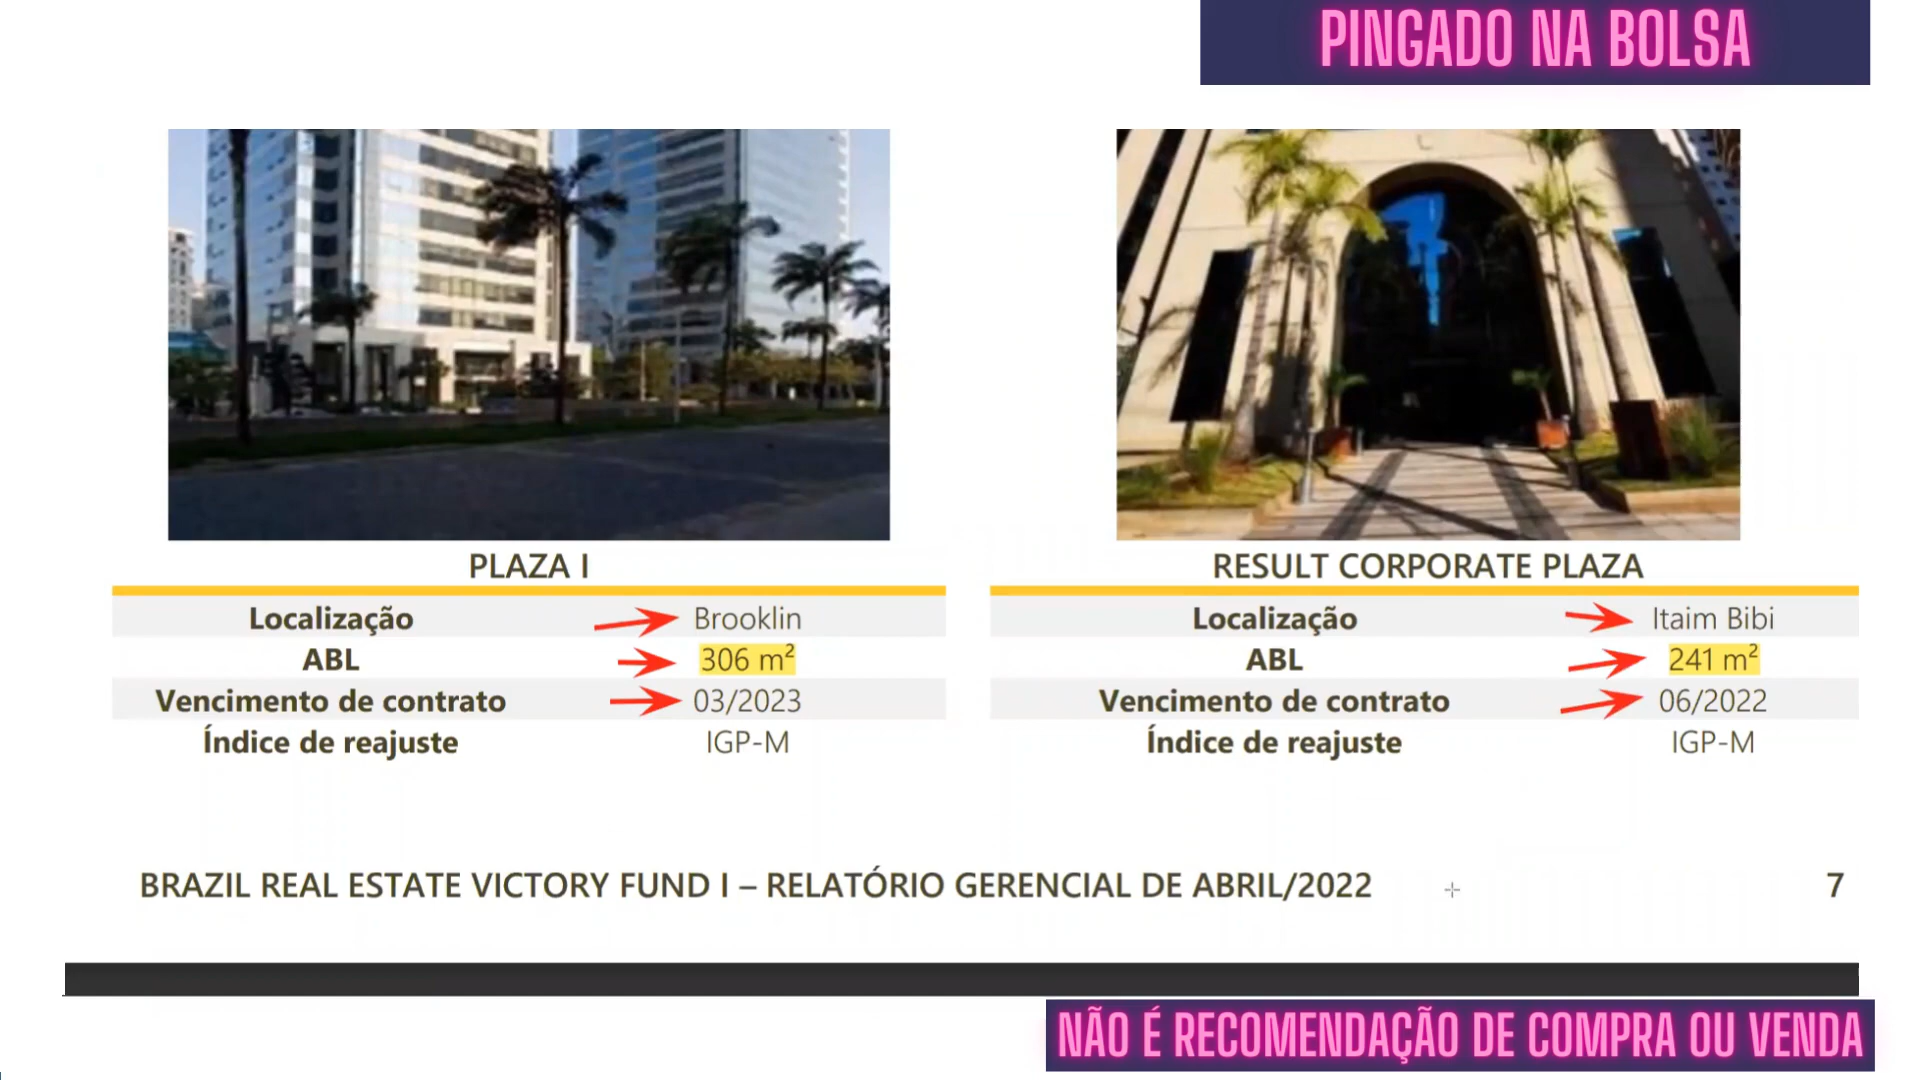 PINGADO NA BOLSA
PLAZA I
Localização Brooklin
ABL 306 m²
Vencimento de contrato 03/2023
Índice de reajuste IGP-M
RESULT CORPORATE PLAZA
Localização Itaim Bibi
ABL 241 m²
Vencimento de contrato 06/2022
Índice de reajuste IGP-M
BRAZIL REAL ESTATE VICTORY FUND I – RELATÓRIO GERENCIAL DE ABRIL/2022 7
NÃO É RECOMENDAÇÃO DE COMPRA OU VENDA